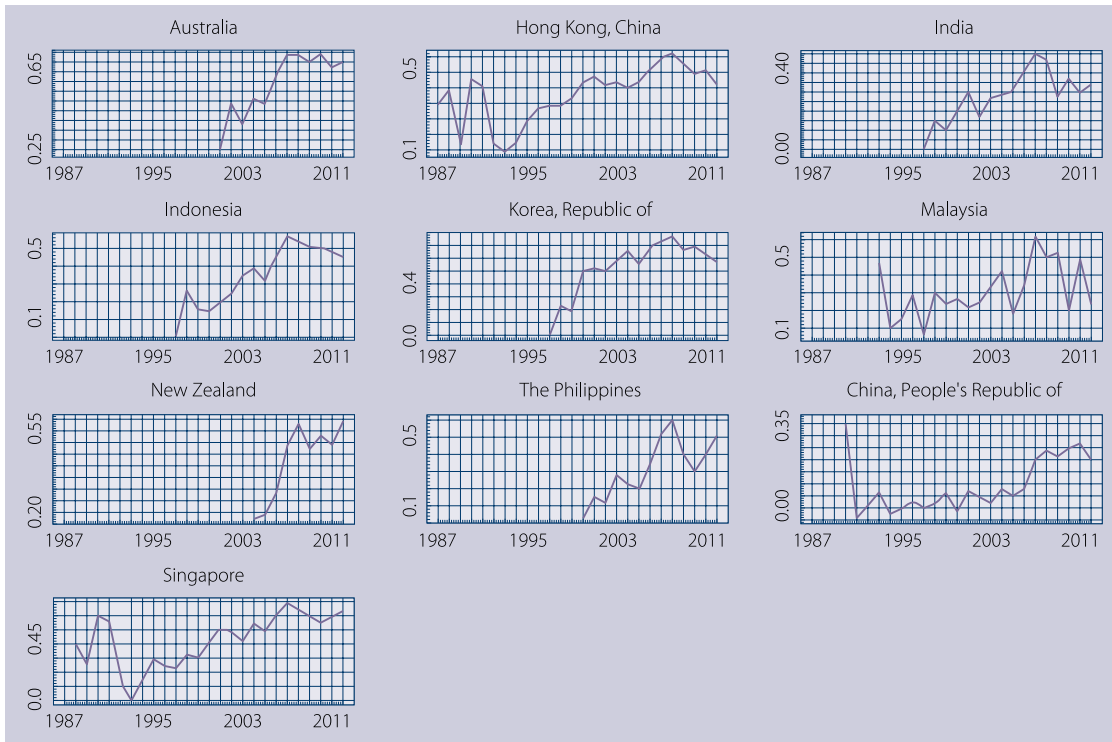 Australia
0.65
0.25
1987 1995 2003 2011
Hong Kong, China
0.5
0.1
1987 1995 2003 2011
India
0.40
0.00
1987 1995 2003 2011
Indonesia
0.5
0.1
1987 1995 2003 2011
Korea, Republic of
0.4
0.0
1987 1995 2003 2011
Malaysia
0.5
0.1
1987 1995 2003 2011
New Zealand
0.55
0.20
1987 1995 2003 2011
The Philippines
0.5
0.1
1987 1995 2003 2011
China, People's Republic of
0.35
0.00
1987 1995 2003 2011
Singapore
0.45
0.0
1987 1995 2003 2011